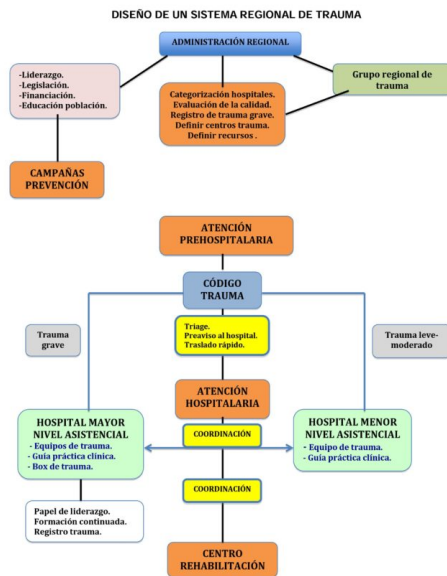 DISEÑO DE UN SISTEMA REGIONAL DE TRAUMA
ADMINISTRACIÓN REGIONAL
-Liderazgo.
-Legislación.
-Financiación.
-Educación población.
Categorización hospitales.
Evaluación de la calidad.
Registro de trauma grave.
Definir centros trauma.
Definir recursos .
Grupo regional de
trauma
CAMPAÑAS
PREVENCIÓN
ATENCIÓN
PREHOSPITALARIA
CÓDIGO
TRAUMA
Trauma
grave
Triage.
Preaviso al hospital.
Traslado rápido.
Trauma leve-
moderado
ATENCIÓN
HOSPITALARIA
HOSPITAL MAYOR
NIVEL ASISTENCIAL
- Equipos de trauma.
- Guía práctica clínica.
- Box de trauma.
COORDINACIÓN
HOSPITAL MENOR
NIVEL ASISTENCIAL
- Equipo de trauma.
- Guía práctica clínica.
COORDINACIÓN
Papel de liderazgo.
Formación continuada.
Registro trauma.
CENTRO
REHABILITACIÓN